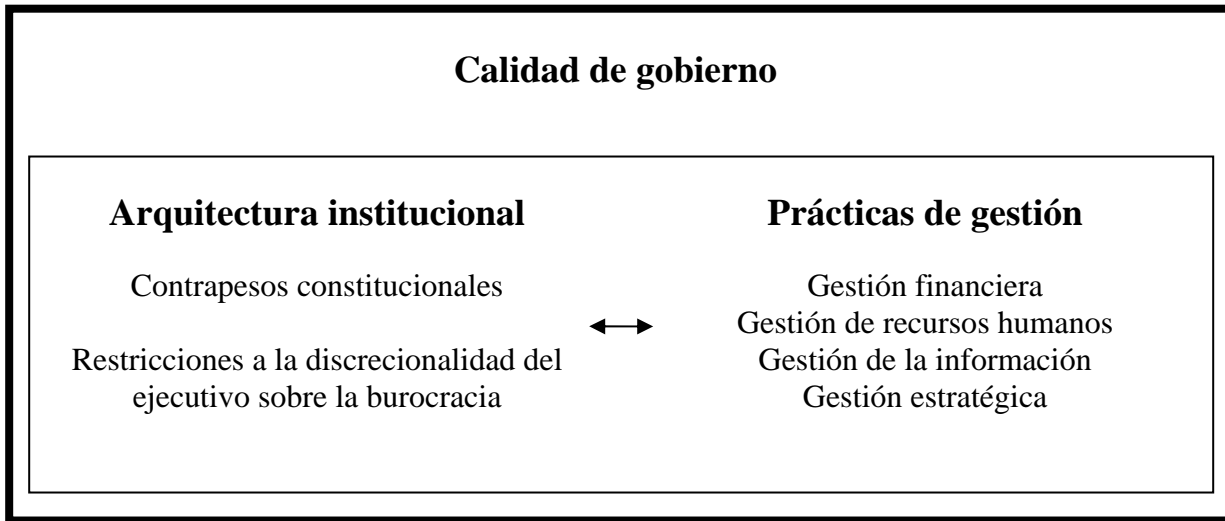 Calidad de gobierno
Arquitectura institucional
Contrapesos constitucionales
Restricciones a la discrecionalidad del
ejecutivo sobre la burocracia
Prácticas de gestión
Gestión financiera
Gestión de recursos humanos
Gestión de la información
Gestión estratégica